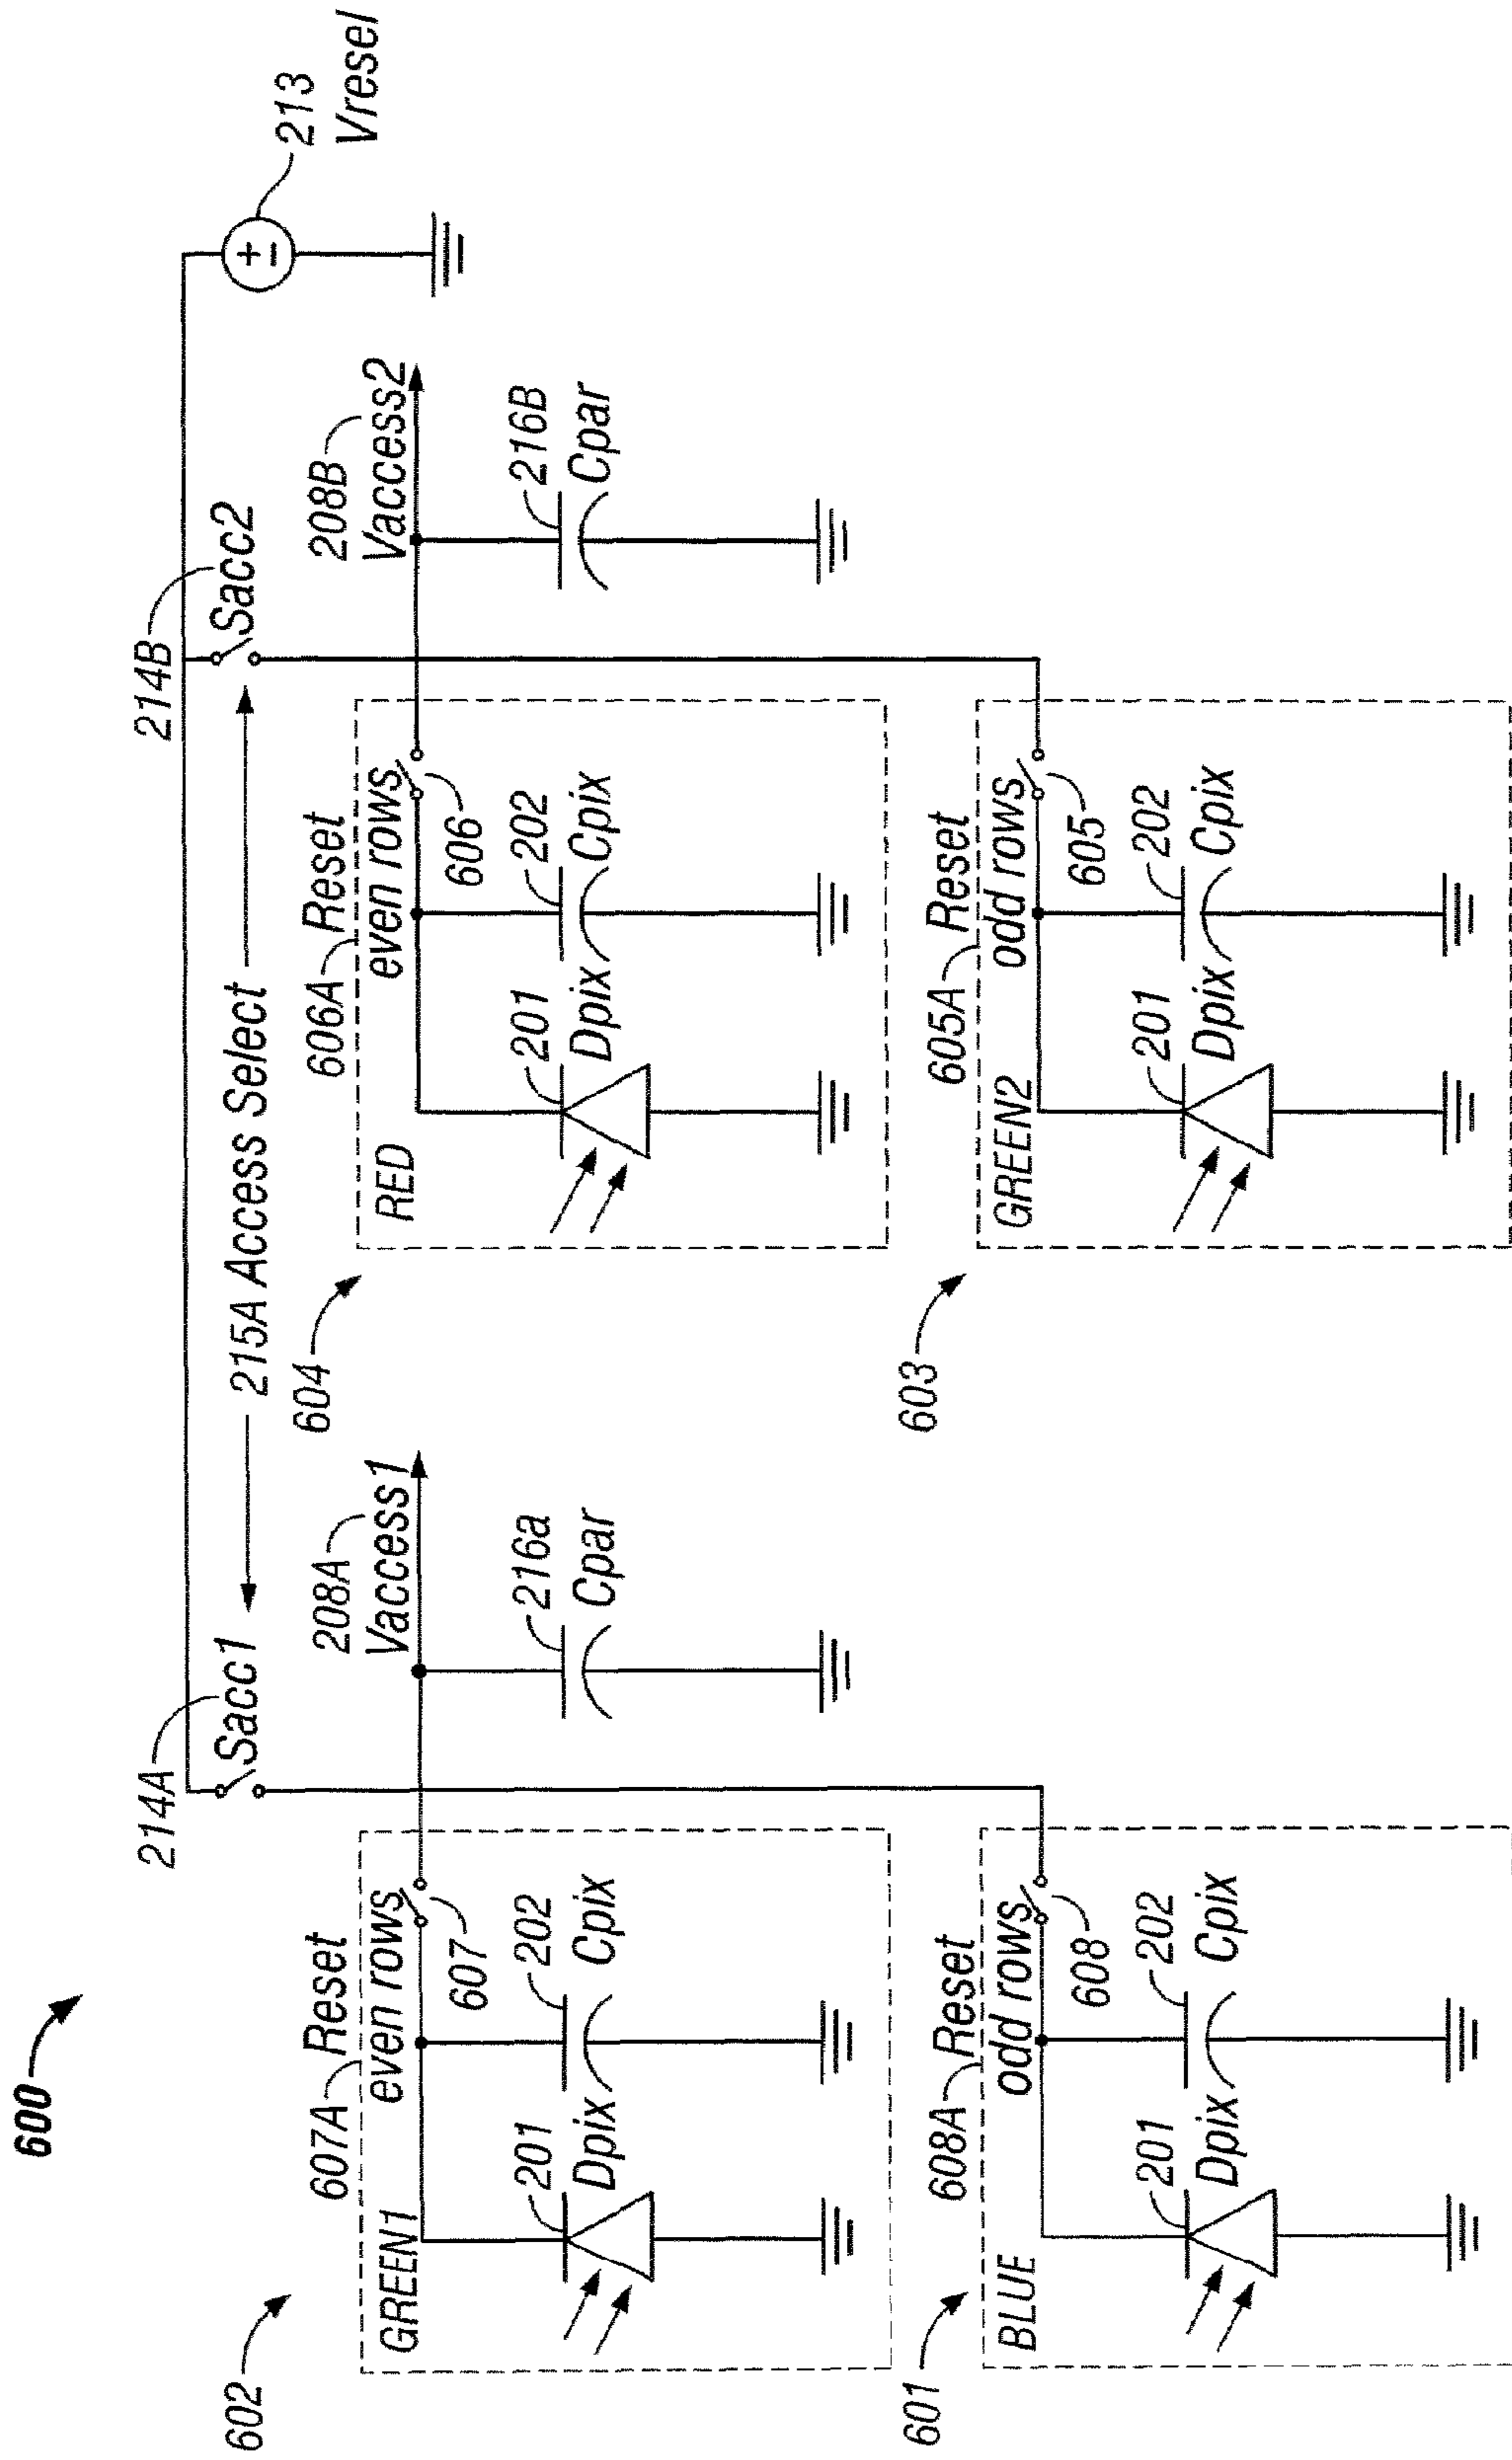 600
214A
Sacc1
215A Access Select
214B
Sacc2
213
Vresel
602
607A
Reset
even rows
GREEN1
607
201
Dpix
202
Cpix
208A
Vaccess1
216a
Cpar
604
606A
Reset
even rows
RED
606
201
Dpix
202
Cpix
208B
Vaccess2
216B
Cpar
601
608A
Reset
odd rows
BLUE
608
201
Dpix
202
Cpix
603
605A
Reset
odd rows
GREEN2
605
201
Dpix
202
Cpix